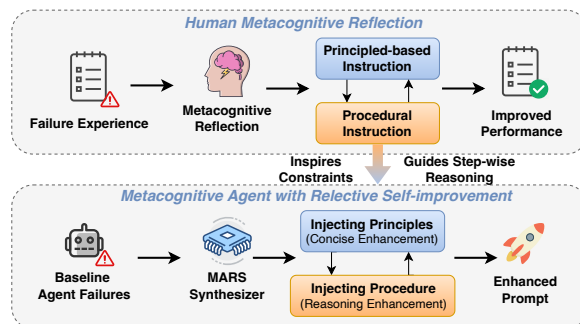 Human Metacognitive Reflection
Failure Experience
Metacognitive
Reflection
Principled-based
Instruction
Procedural
Instruction
Improved
Performance
Inspires
Constraints
Guides Step-wise
Reasoning
Metacognitive Agent with Relective Self-improvement
Baseline
Agent Failures
MARS
Synthesizer
Injecting Principles
(Concise Enhancement)
Injecting Procedure
(Reasoning Enhancement)
Enhanced
Prompt